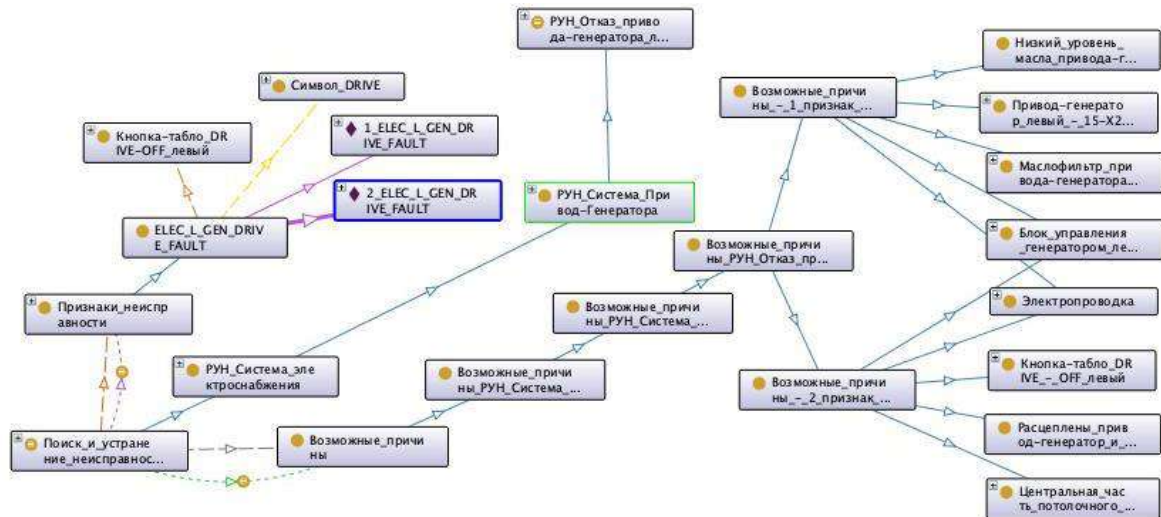 РУН_Отказ_приво
да-генератора_л...
Низкий_уровень_
масла_привода-г...
Символ_DRIVE
Возможные_причи
ны_-_1_признак_...
Привод-генерато
р_левый_-_15-X2...
Кнопка-табло_DR
IVE-OFF_левый
1_ELEC_L_GEN_DR
IVE_FAULT
Маслофильтр_при
вода-генератора...
2_ELEC_L_GEN_DR
IVE_FAULT
РУН_Система_При
вод-Генератора
ELEC_L_GEN_DRIV
E_FAULT
Возможные_причи
ны_РУН_Отказ_пр...
Блок_управления
_генератором_ле...
Признаки_неиспр
авности
Возможные_причи
ны_РУН_Система_...
Электропроводка
РУН_Система_эле
ктроснабжения
Возможные_причи
ны_РУН_Система_...
Возможные_причи
ны_-_2_признак_...
Кнопка-табло_DR
IVE_-_OFF_левый
Поиск_и_устране
ние_неисправнос...
Возможные_причи
ны
Расцеплены_прив
од-генератор_и_...
Центральная_час
ть_потолочного_...